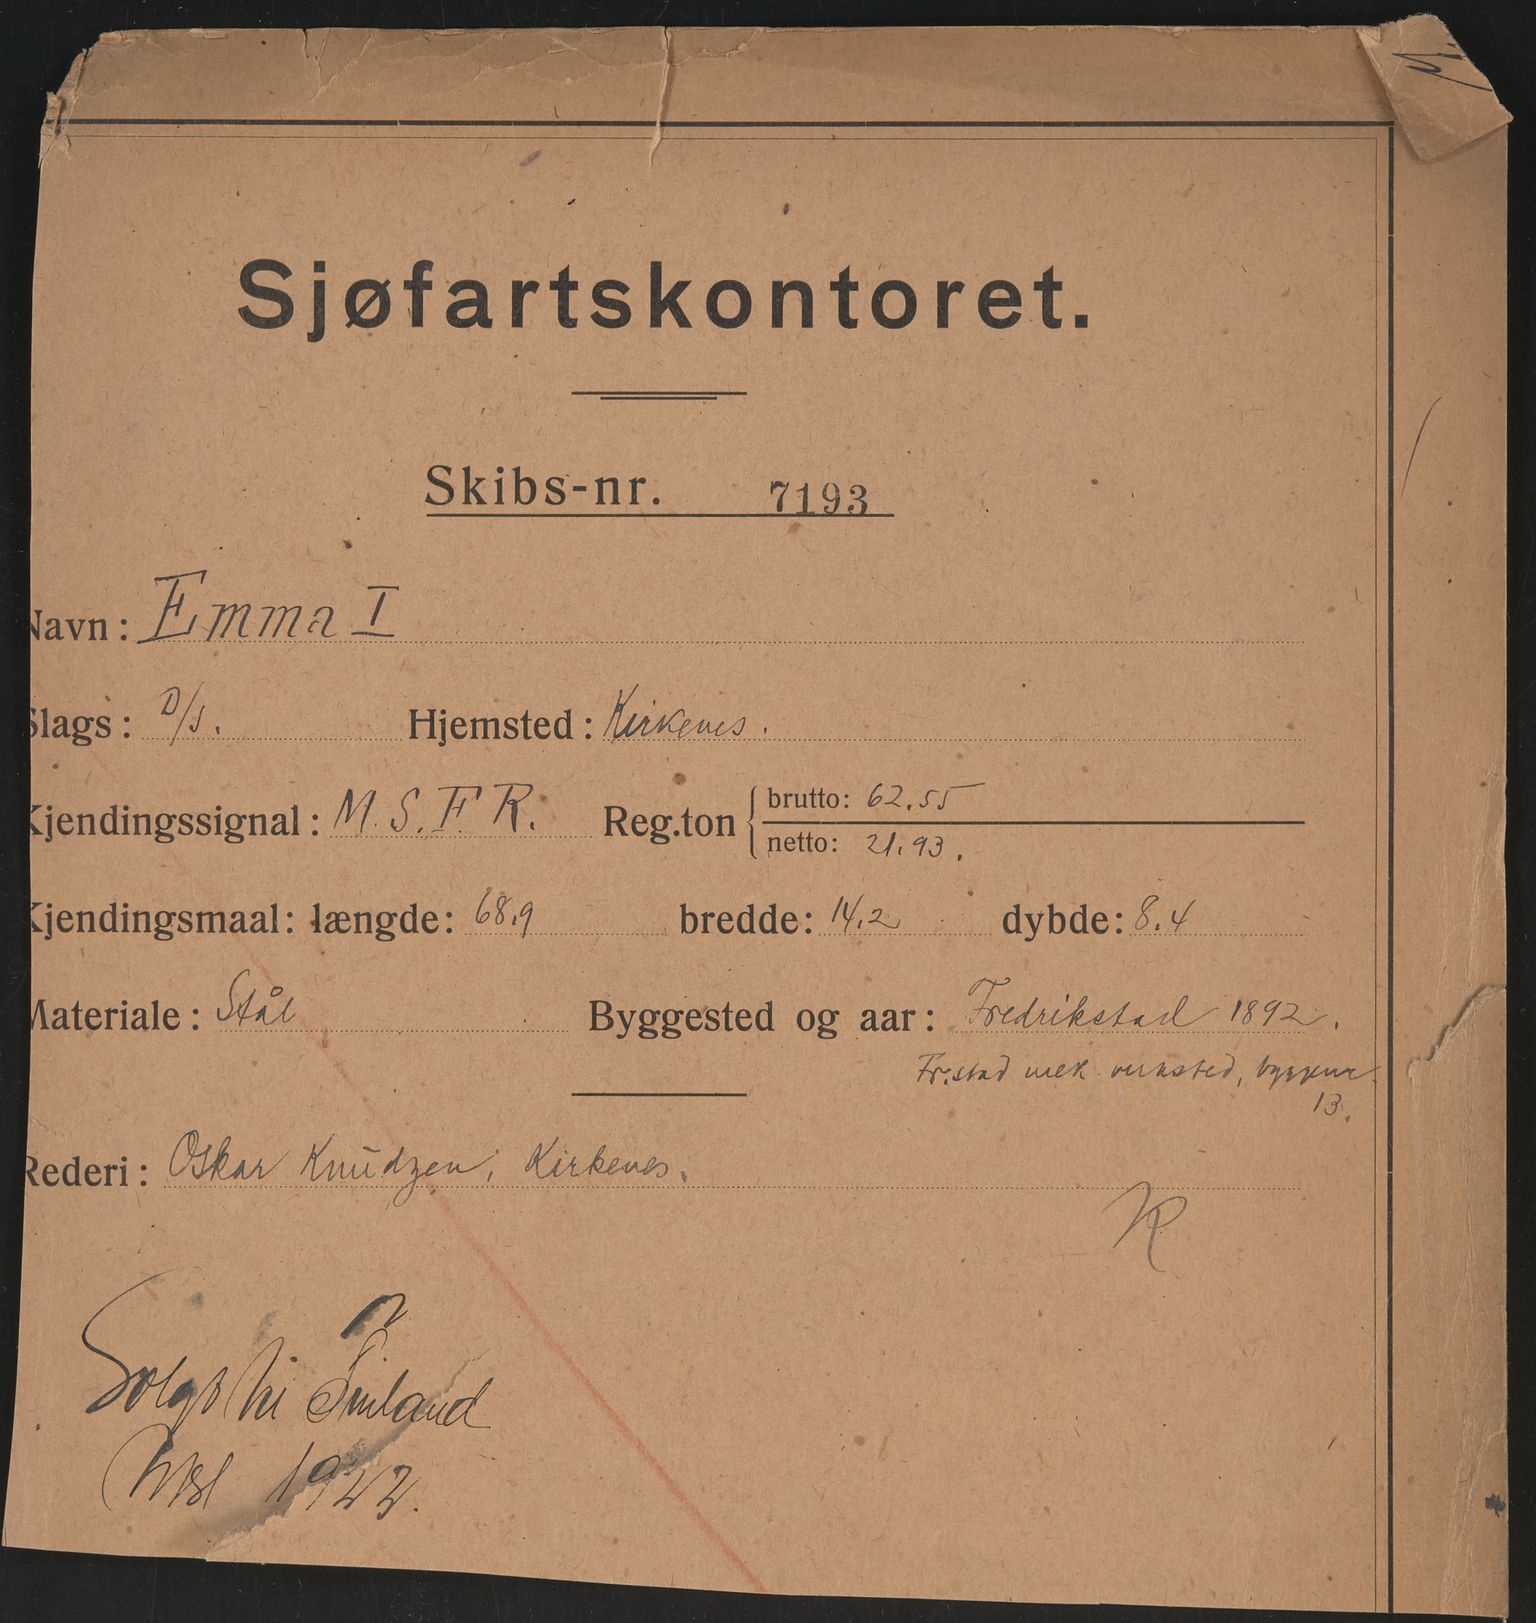 Sjøfartskontoret.
Skibs-nr. 7193
Navn: Emma I
Slags: D/S. Hjemsted: Kirkenes.
Kjendingssignal: M.S.F.R. Reg.ton brutto: 62.55
netto: 21.93.
Kjendingsmaal: længde: 68.9 bredde: 14.2 dybde: 8.4
Materiale: Stål Byggested og aar: Fredrikstad 1892.
Fr.stad mek verksted, byggenr.
13.
Rederi: Oskar Knudzen, Kirkenes.
R
Solgt til Finland
1922.